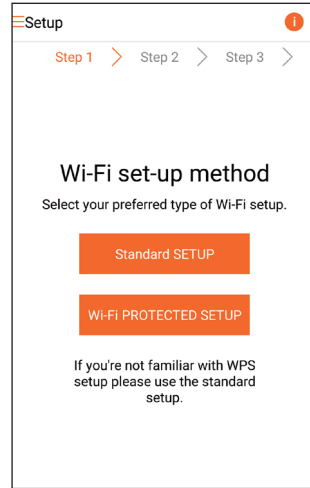 Setup i
Step 1 Step 2 Step 3
Wi-Fi set-up method
Select your preferred type of Wi-Fi setup.
Standard SETUP
Wi-Fi PROTECTED SETUP
If you're not familiar with WPS
setup please use the standard
setup.